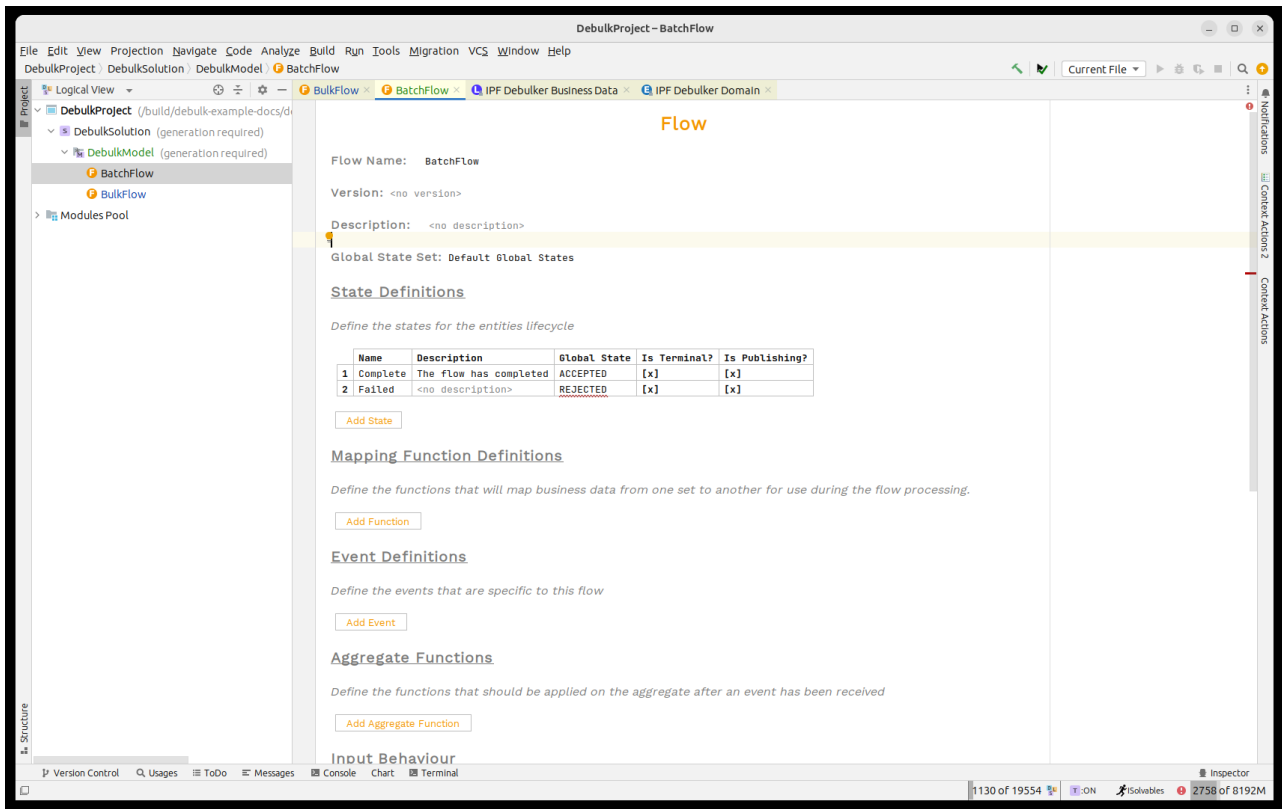 DebulkProject – BatchFlow
File Edit View Projection Navigate Code Analyze Build Run Tools Migration VCS Window Help
DebulkProject DebulkSolution DebulkModel BatchFlow
Current File
Project
Logical View
BulkFlow
BatchFlow
IPF Debulker Business Data
IPF Debulker Domain
DebulkProject (/build/debulk-example-docs/d
DebulkSolution (generation required)
DebulkModel (generation required)
BatchFlow
BulkFlow
Modules Pool
Structure
Flow
Flow Name: BatchFlow
Version: <no version>
Description: <no description>
Global State Set: Default Global States
State Definitions
Define the states for the entities lifecycle
Name Description Global State Is Terminal? Is Publishing?
1 Complete The flow has completed ACCEPTED [x] [x]
2 Failed <no description> REJECTED [x] [x]
Add State
Mapping Function Definitions
Define the functions that will map business data from one set to another for use during the flow processing.
Add Function
Event Definitions
Define the events that are specific to this flow
Add Event
Aggregate Functions
Define the functions that should be applied on the aggregate after an event has been received
Add Aggregate Function
Input Behaviour
Notifications
Context Actions 2
Context Actions
Version Control Usages ToDo Messages Console Chart Terminal Inspector
1130 of 19554 T:ON !Solvables 2758 of 8192M